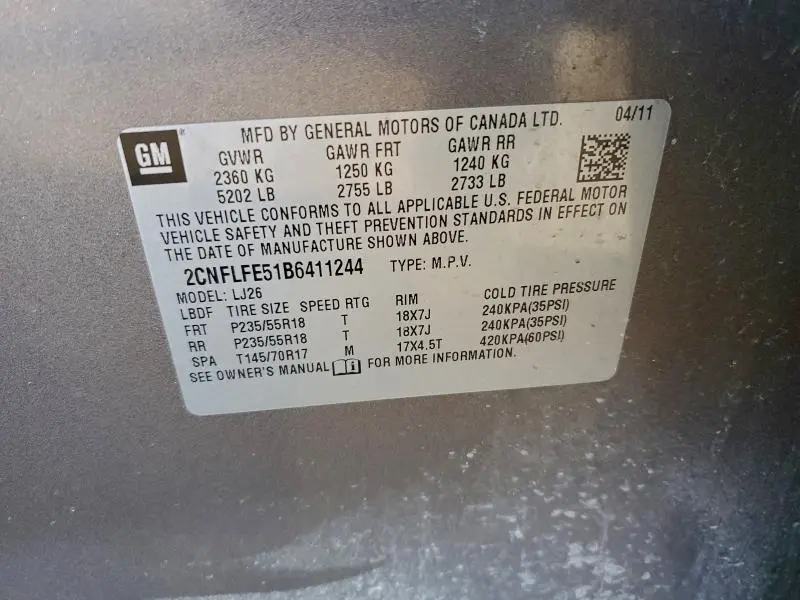 GM
MFD BY GENERAL MOTORS OF CANADA LTD. 04/11
GVWR GAWR FRT GAWR RR
2360 KG 1250 KG 1240 KG
5202 LB 2755 LB 2733 LB
THIS VEHICLE CONFORMS TO ALL APPLICABLE U.S. FEDERAL MOTOR
VEHICLE SAFETY AND THEFT PREVENTION STANDARDS IN EFFECT ON
THE DATE OF MANUFACTURE SHOWN ABOVE.
2CNFLFE51B6411244 TYPE: M.P.V.
MODEL: LJ26
LBDF TIRE SIZE SPEED RTG RIM COLD TIRE PRESSURE
FRT P235/55R18 T 18X7J 240KPA(35PSI)
RR P235/55R18 T 18X7J 240KPA(35PSI)
SPA T145/70R17 M 17X4.5T 420KPA(60PSI)
SEE OWNER'S MANUAL FOR MORE INFORMATION.